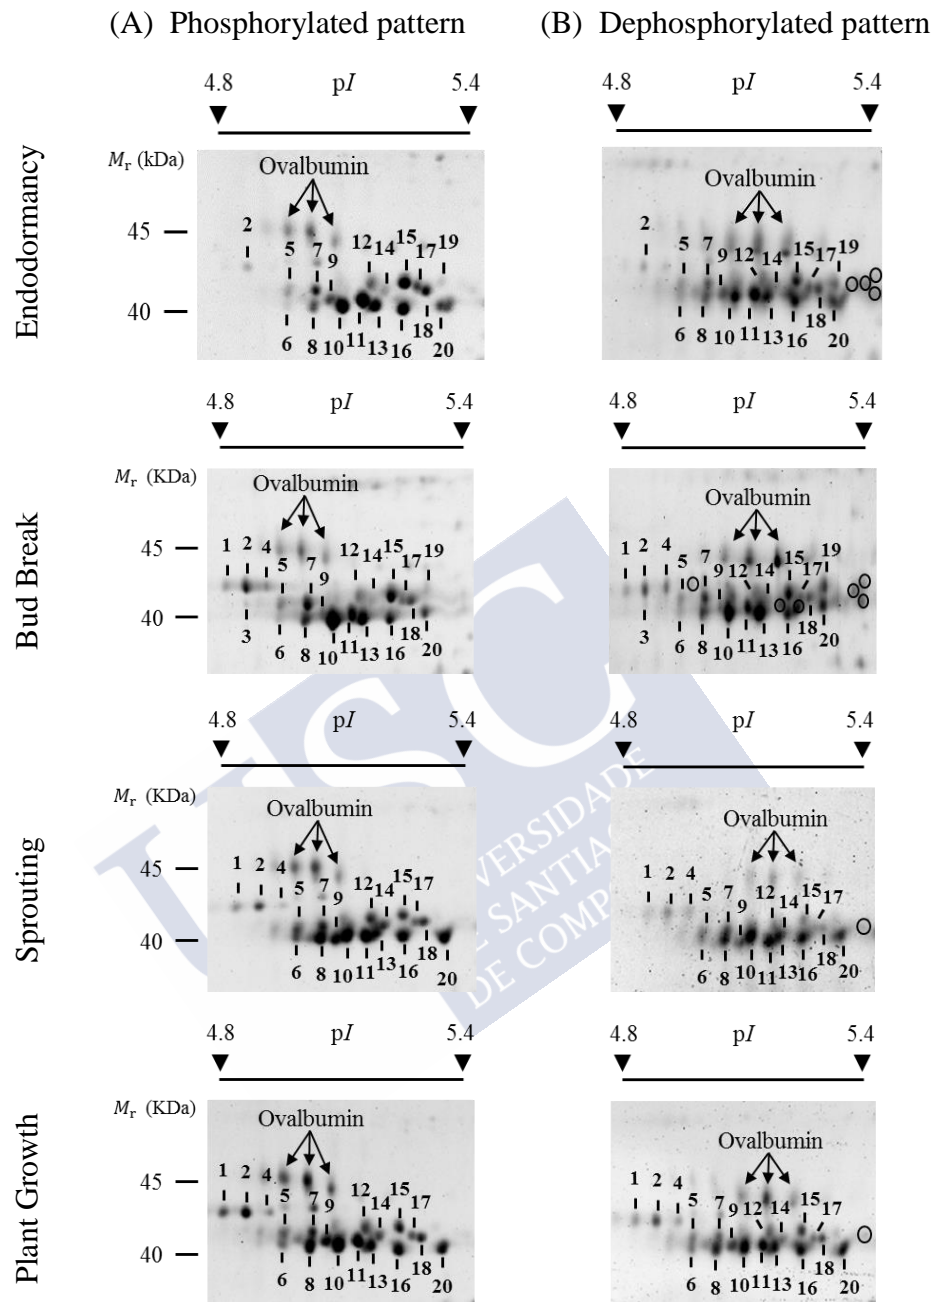 (A) Phosphorylated pattern
(B) Dephosphorylated pattern
Endodormancy
4.8 pI 5.4
Mr (kDa)
Ovalbumin
45
40
2 5 7 9 12 14 15 17 19
6 8 10 11 13 16 18 20
4.8 pI 5.4
Ovalbumin
2 5 7 9 12 14 15 17 19
6 8 10 11 13 16 18 20
Bud Break
4.8 pI 5.4
Mr (KDa)
Ovalbumin
45
40
1 2 4 5 7 9 12 14 15 17 19
3 6 8 10 11 13 16 18 20
4.8 pI 5.4
Ovalbumin
1 2 4 5 7 9 12 14 15 17 19
3 6 8 10 11 13 16 18 20
Sprouting
4.8 pI 5.4
Mr (KDa)
Ovalbumin
45
40
1 2 4 5 7 9 12 14 15 17
6 8 10 11 13 16 18 20
4.8 pI 5.4
Ovalbumin
1 2 4 5 7 9 12 14 15 17
6 8 10 11 13 16 18 20
Plant Growth
4.8 pI 5.4
Mr (KDa)
Ovalbumin
45
40
1 2 4 5 7 9 12 14 15 17
6 8 10 11 13 16 18 20
4.8 pI 5.4
Ovalbumin
1 2 4 5 7 9 12 14 15 17
6 8 10 11 13 16 18 20
USC
DE SANTIA
DE COMP